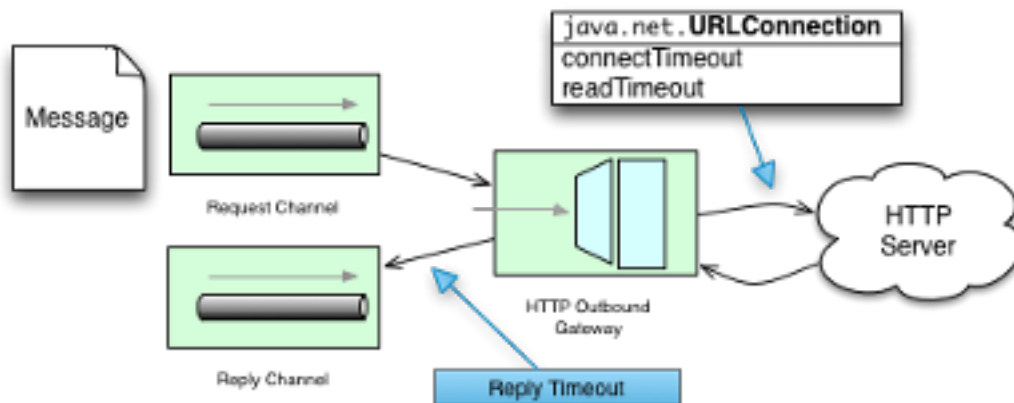 java.net.URLConnection
connectTimeout
readTimeout
Message
Request Channel
HTTP
Server
HTTP Outbound
Gateway
Reply Channel
Reply Timeout